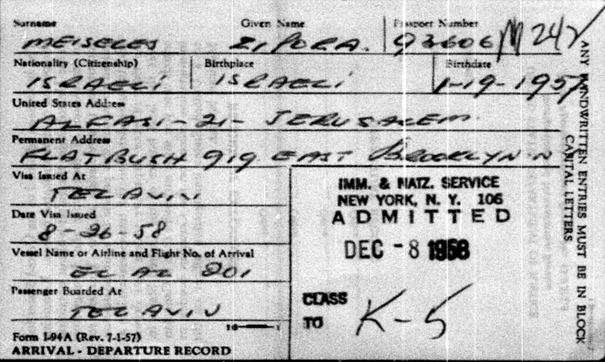 Surname Given Name Passport Number
MEISELES ZIPORA. 93606
Nationality (Citizenship) Birthplace Birthdate
ISRAELI ISRAELI 1-19-1957
United States Address
ALFASI-21- JERUSALEM
Permanent Address
FLATBUSH 919 EAST BROOKLYN N
Visa Issued At
TEL AVIV
Date Visa Issued
8-26-58
Vessel Name or Airline and Flight No. of Arrival
EL AL 201
Passenger Boarded At
TEL AVIV
Form I-94A (Rev. 7-1-57)
ARRIVAL - DEPARTURE RECORD
IMM. & NATZ. SERVICE
NEW YORK, N. Y. 106
ADMITTED
DEC -8 1958
CLASS
TO K-5
ANY HANDWRITTEN ENTRIES MUST BE IN BLOCK
CAPITAL LETTERS